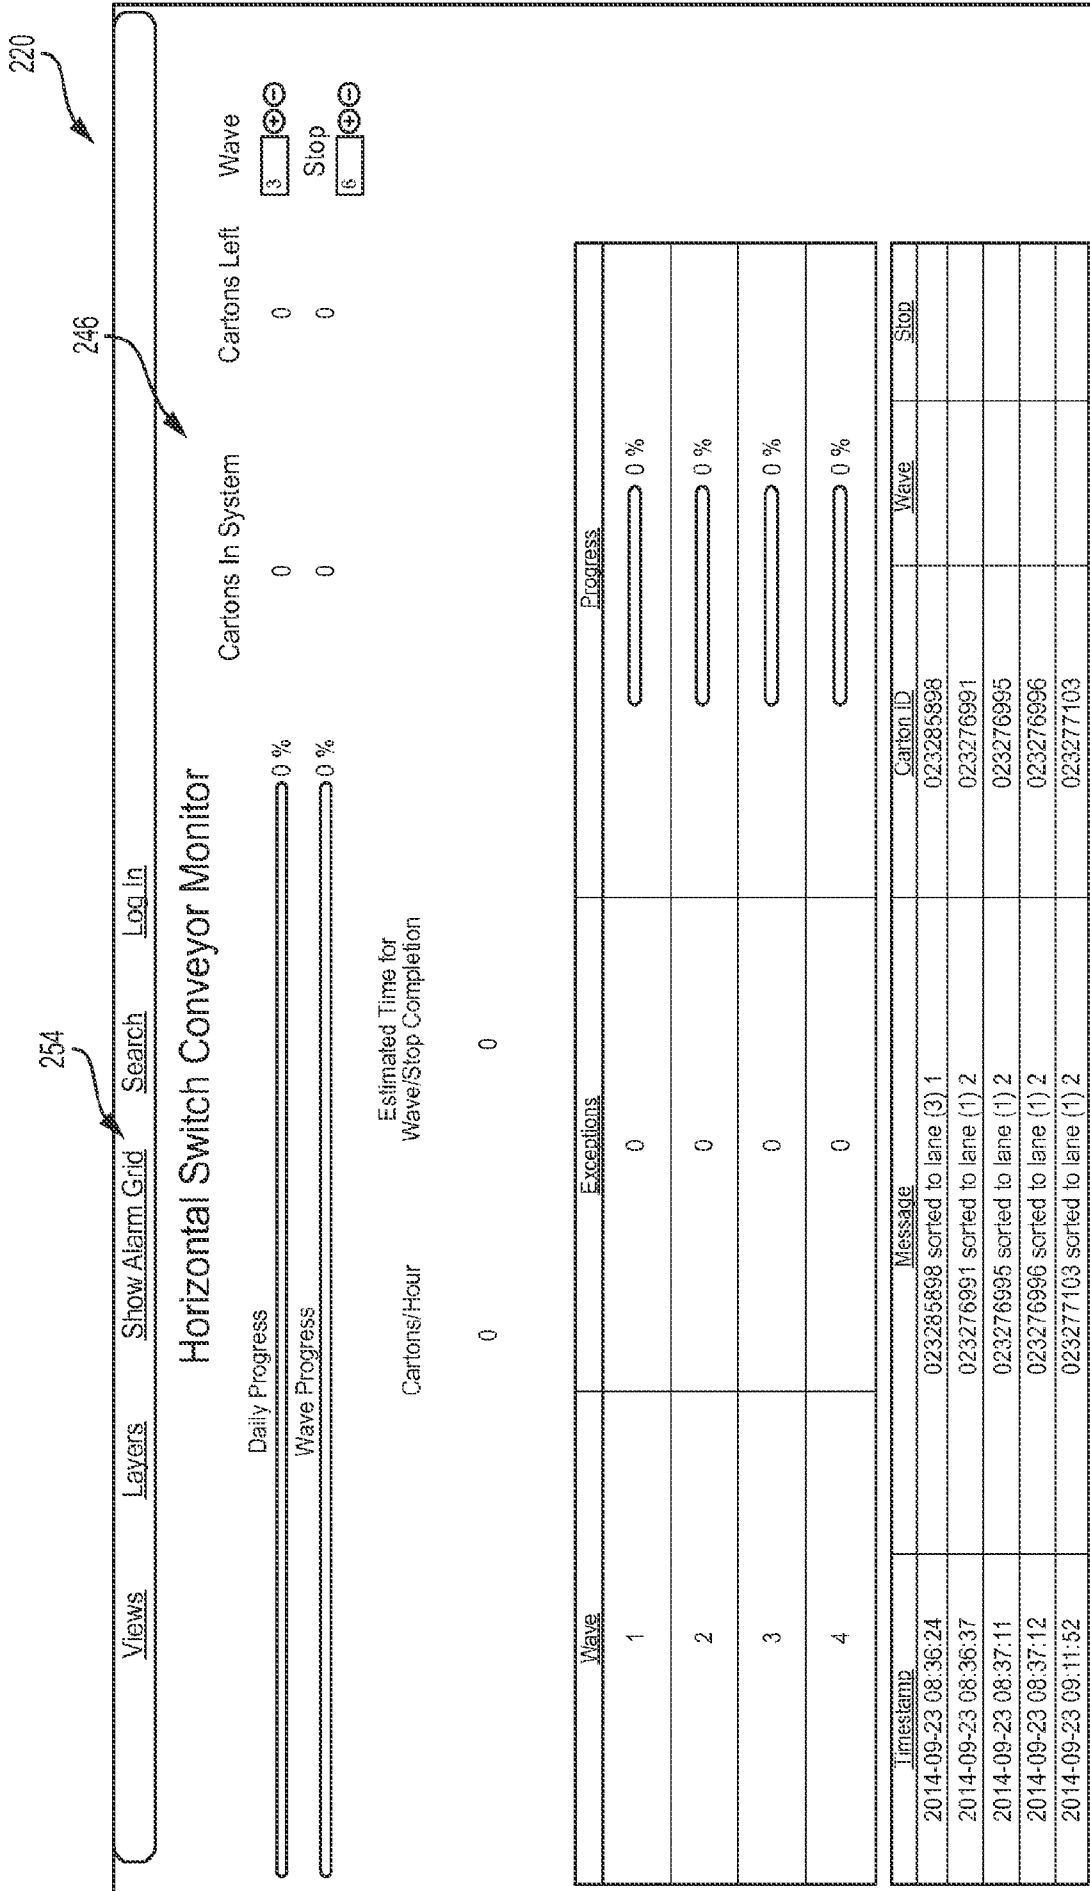 220
254
246
Views Layers Show Alarm Grid Search Log In
Horizontal Switch Conveyor Monitor
Cartons In System Cartons Left Wave
Daily Progress
0 % 0 0 3
Wave Progress Stop
0 % 0 0 6
Cartons/Hour
Estimated Time for
Wave/Stop Completion
0 0
Wave Exceptions Progress
1 0 0 %
2 0 0 %
3 0 0 %
4 0 0 %
Timestamp Message Carton ID Wave Stop
2014-09-23 08:36:24 023285898 sorted to lane (3) 1 023285898
2014-09-23 08:36:37 023276991 sorted to lane (1) 2 023276991
2014-09-23 08:37:11 023276995 sorted to lane (1) 2 023276995
2014-09-23 08:37:12 023276996 sorted to lane (1) 2 023276996
2014-09-23 09:11:52 023277103 sorted to lane (1) 2 023277103